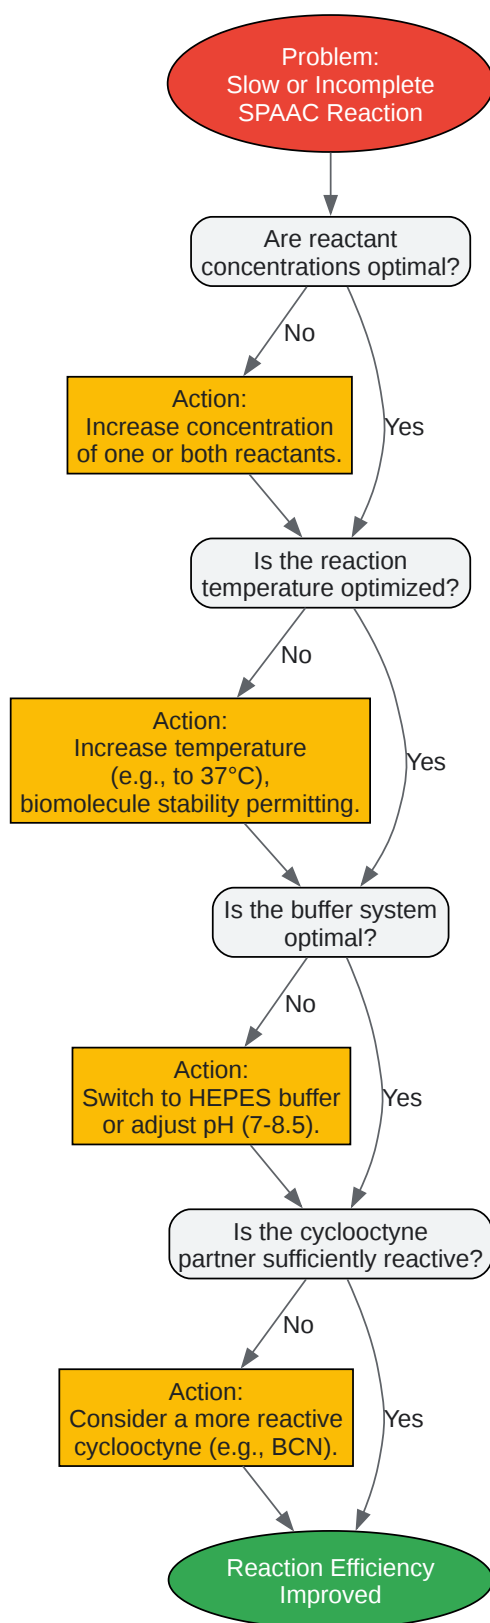 Problem:
Slow or Incomplete
SPAAC Reaction
Are reactant
concentrations optimal?
No
Action:
Increase concentration
of one or both reactants.
Yes
Is the reaction
temperature optimized?
No
Action:
Increase temperature
(e.g., to 37°C),
biomolecule stability permitting.
Yes
Is the buffer system
optimal?
No
Action:
Switch to HEPES buffer
or adjust pH (7-8.5).
Yes
Is the cyclooctyne
partner sufficiently reactive?
No
Action:
Consider a more reactive
cyclooctyne (e.g., BCN).
Yes
Reaction Efficiency
Improved